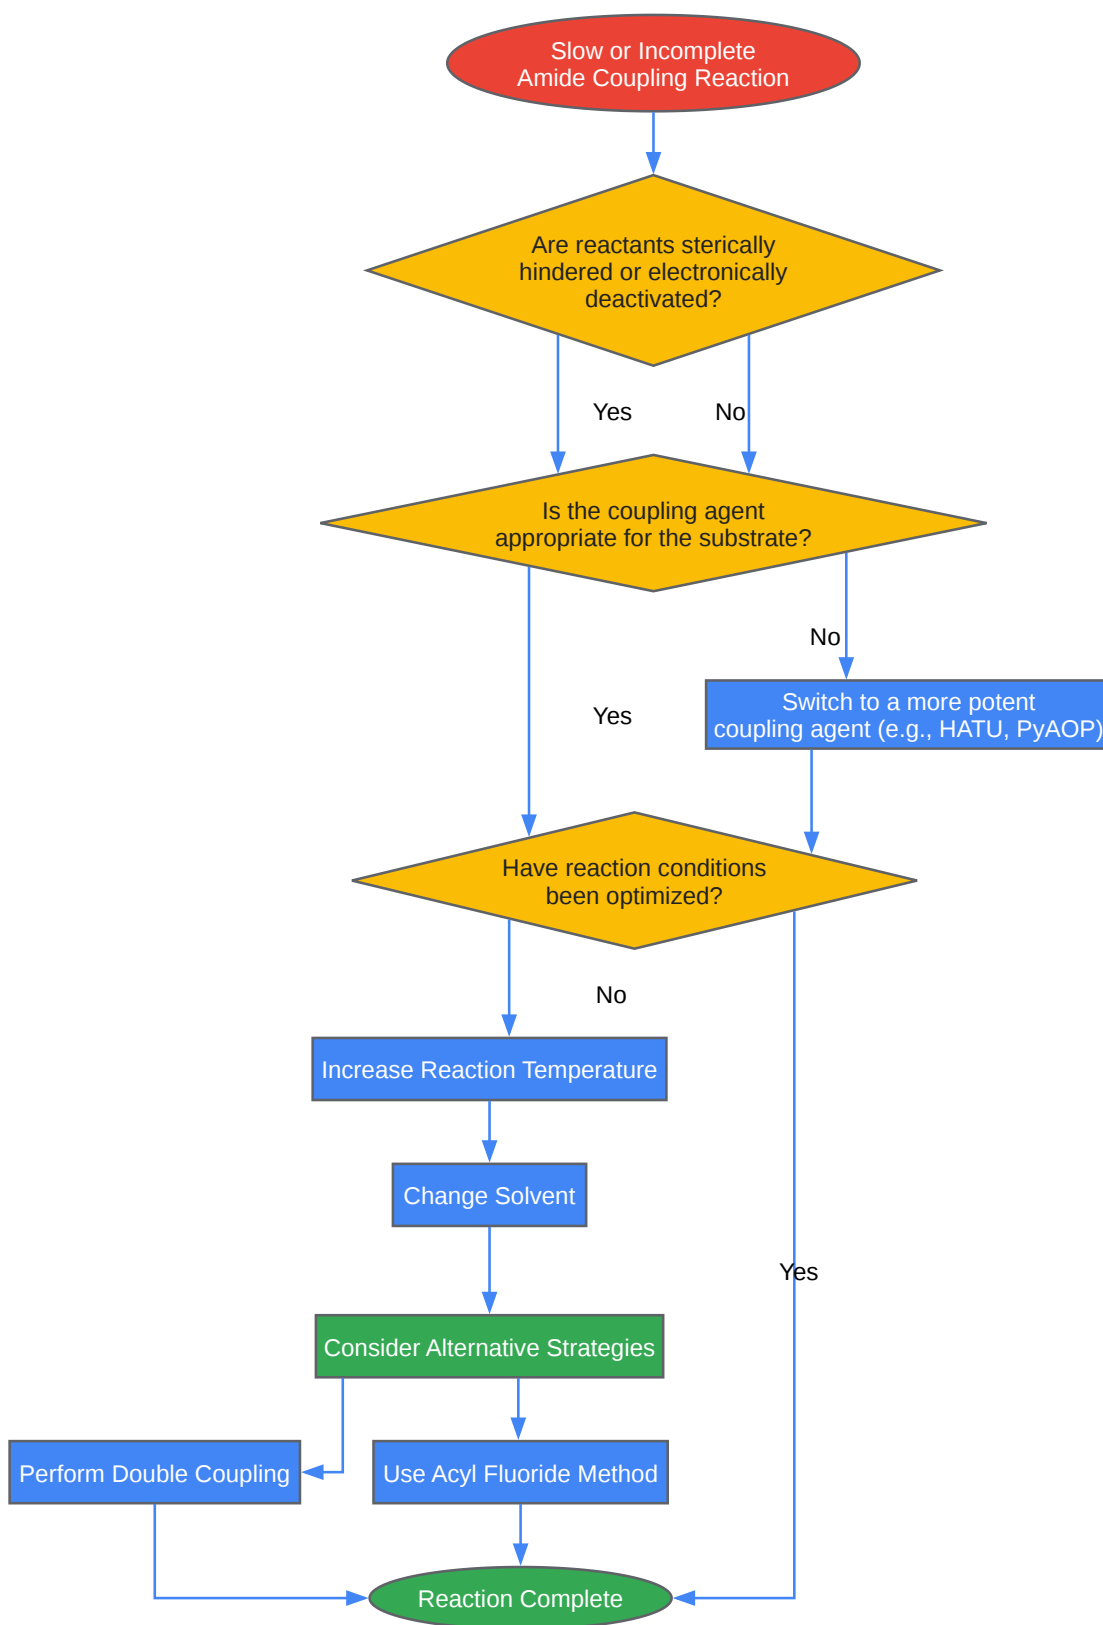 Slow or Incomplete
Amide Coupling Reaction
Are reactants sterically
hindered or electronically
deactivated?
Yes
No
Is the coupling agent
appropriate for the substrate?
No
Switch to a more potent
coupling agent (e.g., HATU, PyAOP)
Yes
Have reaction conditions
been optimized?
No
Increase Reaction Temperature
Change Solvent
Yes
Consider Alternative Strategies
Perform Double Coupling
Use Acyl Fluoride Method
Reaction Complete